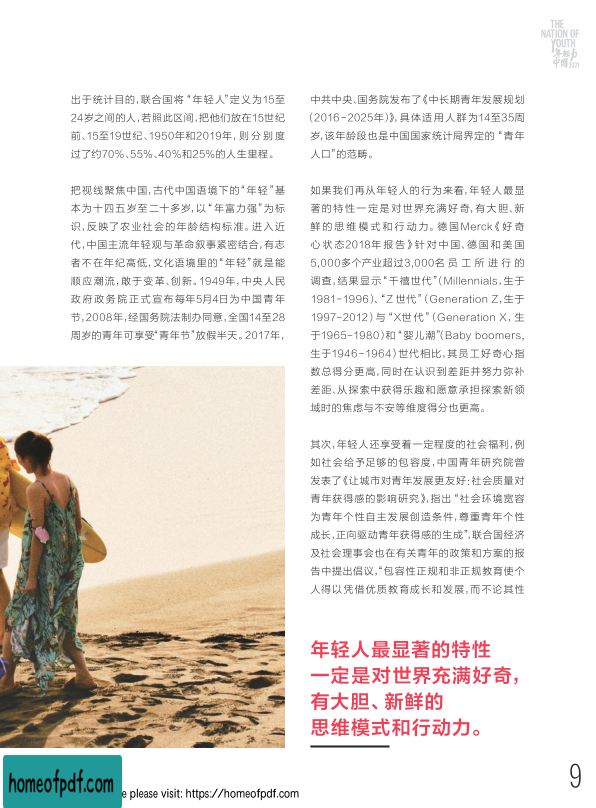 THE
NATION OF
YOUTH
年轻力
中国2021
出于统计目的,联合国将“年轻人”定义为15至
24岁之间的人,若照此区间,把他们放在15世纪
前、15至19世纪、1950年和2019年,则分别度
过了约70%、55%、40%和25%的人生里程。
把视线聚焦中国,古代中国语境下的“年轻”基
本为十四五岁至二十多岁,以“年富力强”为标
识,反映了农业社会的年龄结构标准。进入近
代,中国主流年轻观与革命叙事紧密结合,有志
者不在年纪高低,文化语境里的“年轻”就是能
顺应潮流,敢于变革、创新。1949年,中央人民
政府政务院正式宣布每年5月4日为中国青年
节,2008年,经国务院法制办同意,全国14至28
周岁的青年可享受“青年节”放假半天。2017年,
中共中央、国务院发布了《中长期青年发展规划
(2016-2025年)》,具体适用人群为14至35周
岁,该年龄段也是中国国家统计局界定的“青年
人口”的范畴。
如果我们再从年轻人的行为来看,年轻人最显
著的特性一定是对世界充满好奇,有大胆、新
鲜的思维模式和行动力。德国Merck《好奇
心状态2018年报告》针对中国、德国和美国
5,000多个产业超过3,000名员工所进行的
调查,结果显示“千禧世代”(Millennials,生于
1981-1996)、“Z世代”(Generation Z,生于
1997-2012)与“X世代”(Generation X,生
于1965-1980)和“婴儿潮”(Baby boomers,
生于1946-1964)世代相比,其员工好奇心指
数总得分更高,同时在认识到差距并努力弥补
差距、从探索中获得乐趣和愿意承担探索新领
域时的焦虑与不安等维度得分也更高。
其次,年轻人还享受着一定程度的社会福利,例
如社会给予足够的包容度,中国青年研究院曾
发表了《让城市对青年发展更友好:社会质量对
青年获得感的影响研究》,指出“社会环境宽容
为青年个性自主发展创造条件,尊重青年个性
成长,正向驱动青年获得感的生成”,联合国经济
及社会理事会也在有关青年的政策和方案的报
告中提出倡议,“包容性正规和非正规教育使个
人得以凭借优质教育成长和发展,而不论其性
年轻人最显著的特性
一定是对世界充满好奇,
有大胆、新鲜的
思维模式和行动力。
9
homeofpdf.com
e please visit: https://homeofpdf.com